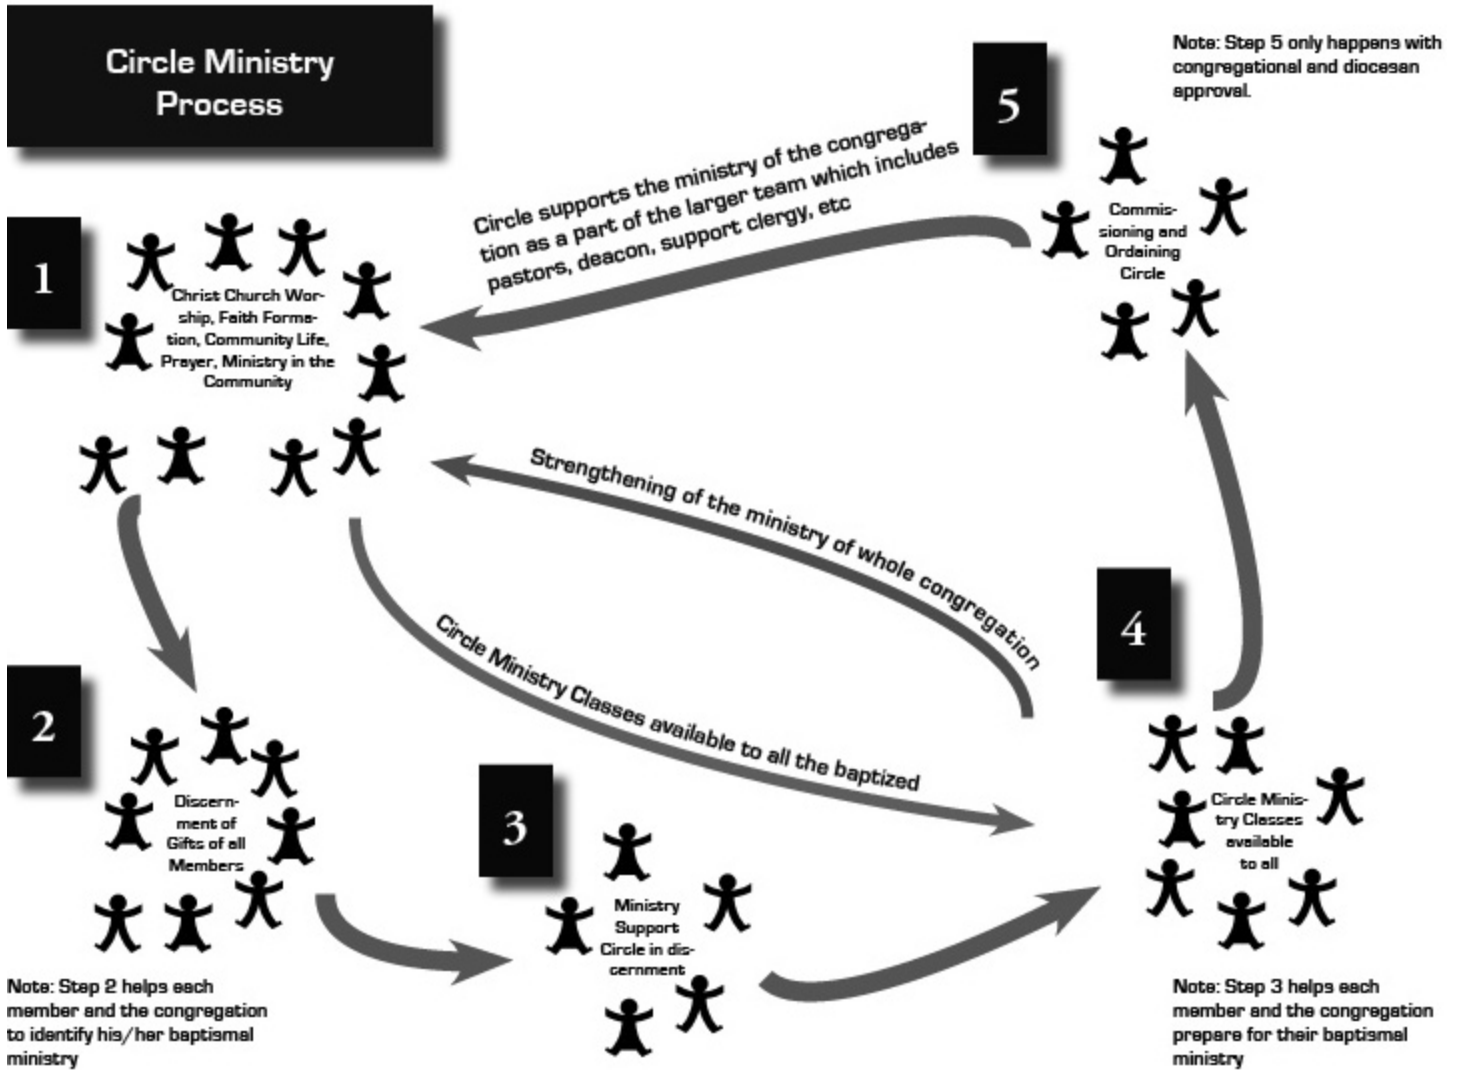 Circle Ministry
Process
5
Note: Step 5 only happens with
congregational and diocesan
approval.
Circle supports the ministry of the congrega-
tion as a part of the larger team which includes
pastors, deacon, support clergy, etc
Commis-
sioning and
Ordaining
Circle
1
Christ Church Wor-
ship, Faith Forma-
tion, Community Life,
Prayer, Ministry in the
Community
Strengthening of the ministry of whole congregation
Circle Ministry Classes available to all the baptized
4
Circle Minis-
try Classes
available
to all
2
Discern-
ment of
Gifts of all
Members
3
Ministry
Support
Circle in dis-
cernment
Note: Step 2 helps each
member and the congregation
to identify his/her baptismal
ministry
Note: Step 3 helps each
member and the congregation
prepare for their baptismal
ministry